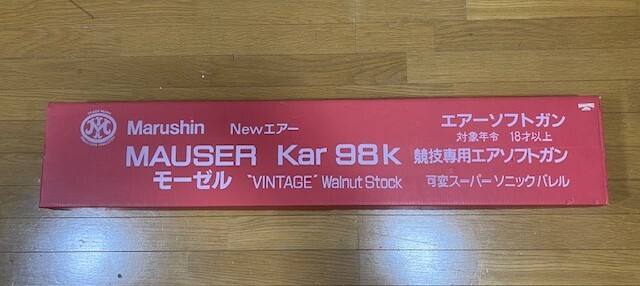 Marushin Newエアー
MAUSER Kar 98k
モーゼル "VINTAGE" Walnut Stock
エアーソフトガン
対象年令 18才以上
競技専用エアソフトガン
可変スーパーソニックバレル